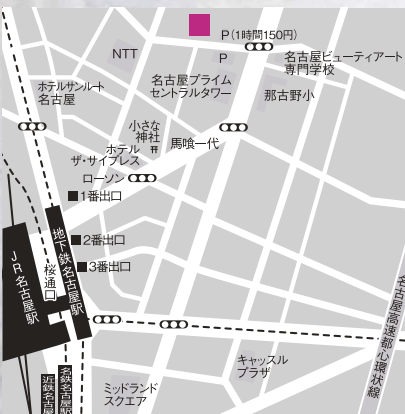 P(1時間150円)
NTT
P
名古屋ビューティアート
専門学校
ホテルサンルート
名古屋
名古屋プライム
セントラルタワー
那古野小
小さな
神社
馬喰一代
ホテル
ザ・サイプレス
ローソン
1番出口
2番出口
3番出口
地下鉄名古屋駅
桜通口
JR名古屋駅
名古屋高速都心環状線
キャッスル
プラザ
ミッドランド
スクエア
名鉄名古屋駅
近鉄名古